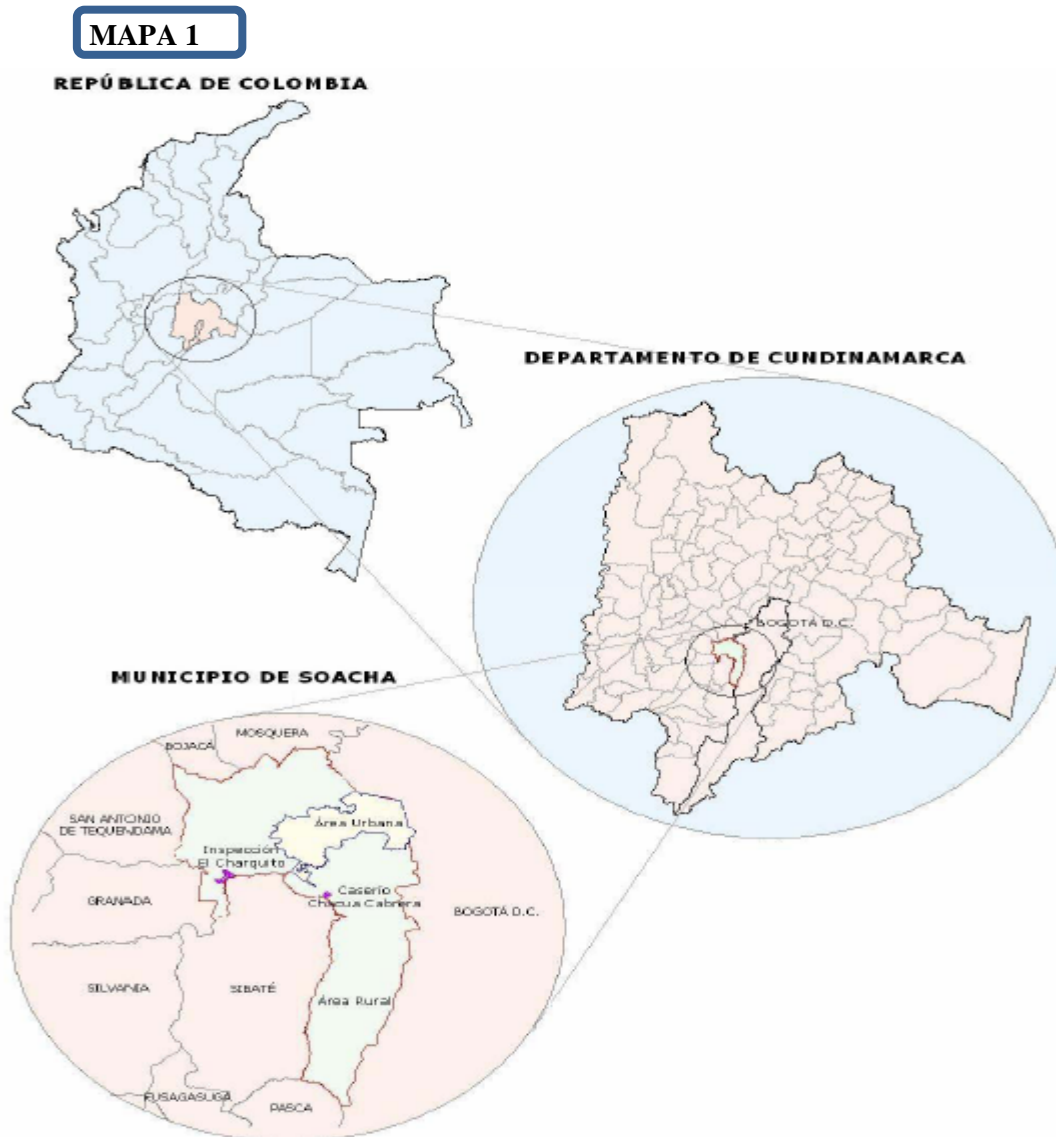 MAPA 1
REPÚBLICA DE COLOMBIA
DEPARTAMENTO DE CUNDINAMARCA
BOGOTÁ D.C.
MUNICIPIO DE SOACHA
MOSQUERA
BOJACÁ
SAN ANTONIO
DE TEQUENDAMA
Área Urbana
Inspección
El Charquito
Caserío
Chacua Cabrera
GRANADA
BOGOTÁ D.C.
SILVANIA
SIBATÉ
Área Rural
FUSAGASUGÁ
PASCA